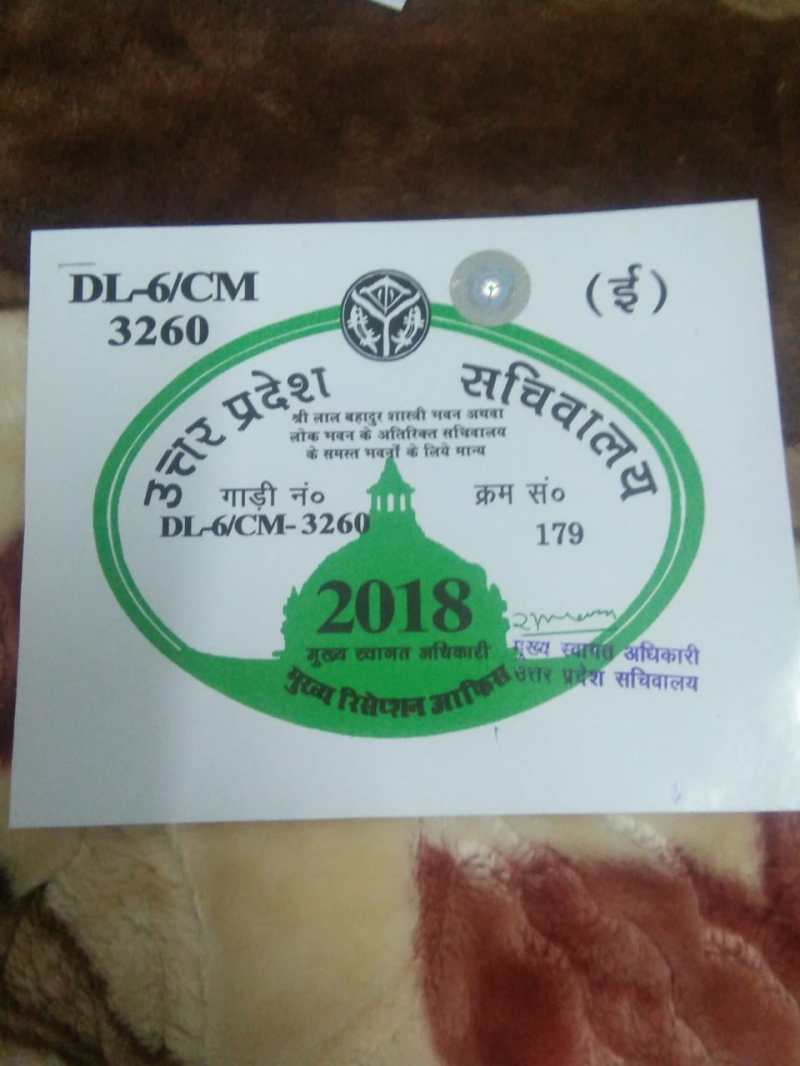 DL-6/CM
3260
(ई)
उत्तर प्रदेश सचिवालय
श्री लाल बहादुर शास्त्री भवन अथवा
लोक भवन के अतिरिक्त सचिवालय
के समस्त भवनों के लिये मान्य
गाड़ी नं०
DL-6/CM-3260
क्रम सं०
179
2018
मुख्य स्वागत अधिकारी
मुख्य रिसेप्शन आफिस
मुख्य स्वागत अधिकारी
उत्तर प्रदेश सचिवालय